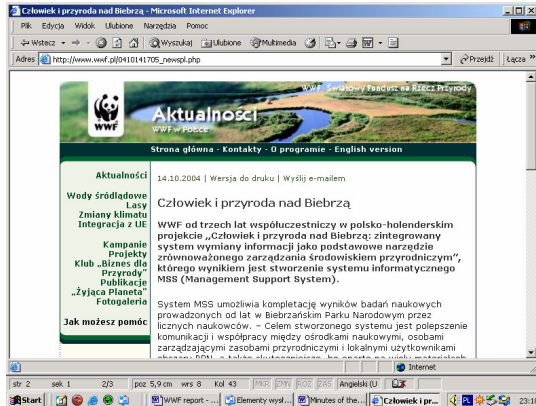 Człowiek i przyroda nad Biebrzą - Microsoft Internet Explorer
Plik Edycja Widok Ulubione Narzędzia Pomoc
Wstecz Wyszukaj Ulubione Multimedia
Adres http://www.wwf.pl/0410141705_newspl.php Przejdź Łącza »
WWF Światowy Fundusz na Rzecz Przyrody
WWF
Aktualności
WWF w Polsce
Strona główna - Kontakty - O programie - English version
Aktualności
Wody śródlądowe
Lasy
Zmiany klimatu
Integracja z UE
Kampanie
Projekty
Klub „Biznes dla
Przyrody"
Publikacje
„Żyjąca Planeta"
Fotogaleria
Jak możesz pomóc
14.10.2004 | Wersja do druku | Wyślij e-mailem
Człowiek i przyroda nad Biebrzą
WWF od trzech lat współuczestniczy w polsko-holenderskim
projekcie „Człowiek i przyroda nad Biebrzą: zintegrowany
system wymiany informacji jako podstawowe narzędzie
zrównoważonego zarządzania środowiskiem przyrodniczym",
którego wynikiem jest stworzenie systemu informatycznego
MSS (Management Support System).
System MSS umożliwia kompletację wyników badań naukowych
prowadzonych od lat w Biebrzańskim Parku Narodowym przez
licznych naukowców. – Celem stworzonego systemu jest polepszenie
komunikacji i współpracy między ośrodkami naukowymi, osobami
zarządzającymi zasobami przyrodniczymi i lokalnymi użytkownikami
Internet
str 2 sek 1 2/3 poz 5,9 cm wrs 8 Kol 43 MKR ZMN ROZ ZAS Angielski (U
Start WWF report - ... Elementy wysł... Minutes of the... Człowiek i pr... PL